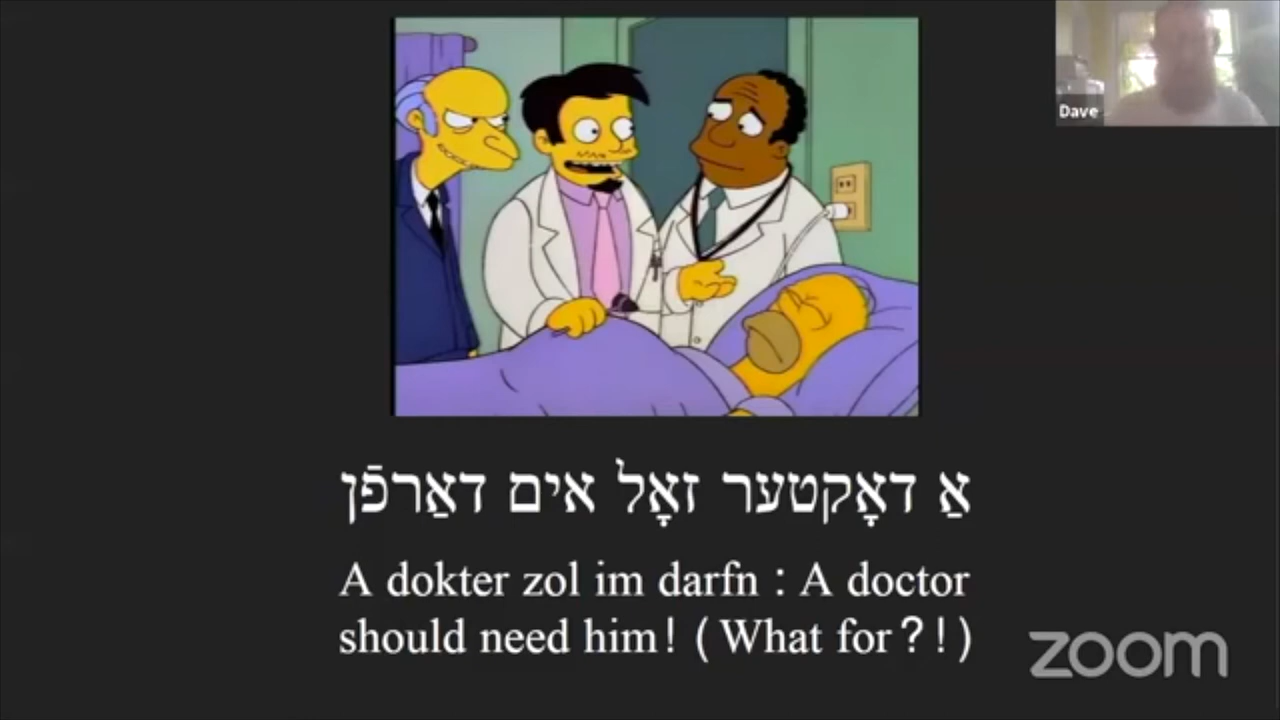 Dave
אַ דאָקטער זאָל אים דאַרפֿן
A dokter zol im darfn : A doctor
should need him! ( What for?!)
zoom